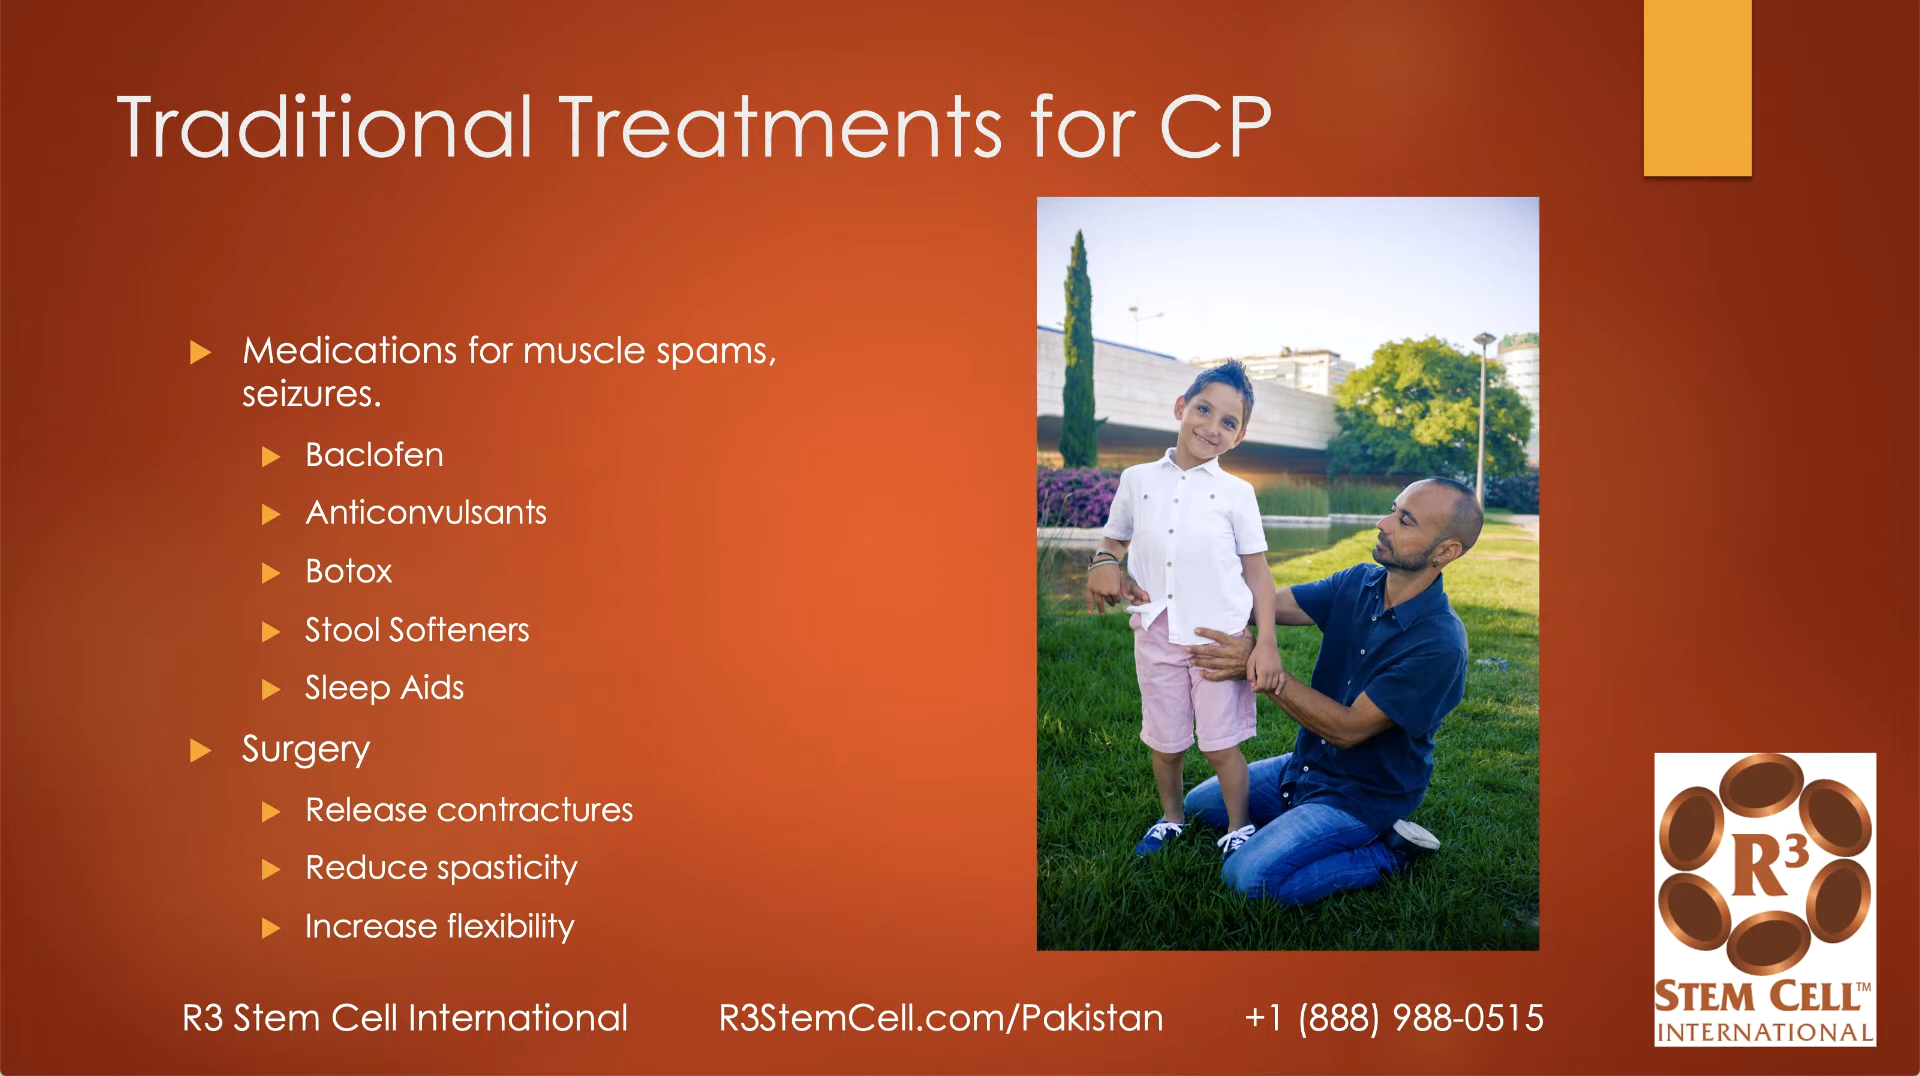 Traditional Treatments for CP
Medications for muscle spams,
seizures.
Baclofen
Anticonvulsants
Botox
Stool Softeners
Sleep Aids
Surgery
Release contractures
Reduce spasticity
Increase flexibility
R3 Stem Cell International
R3StemCell.com/Pakistan
+1 (888) 988-0515
R³
STEM CELL™
INTERNATIONAL